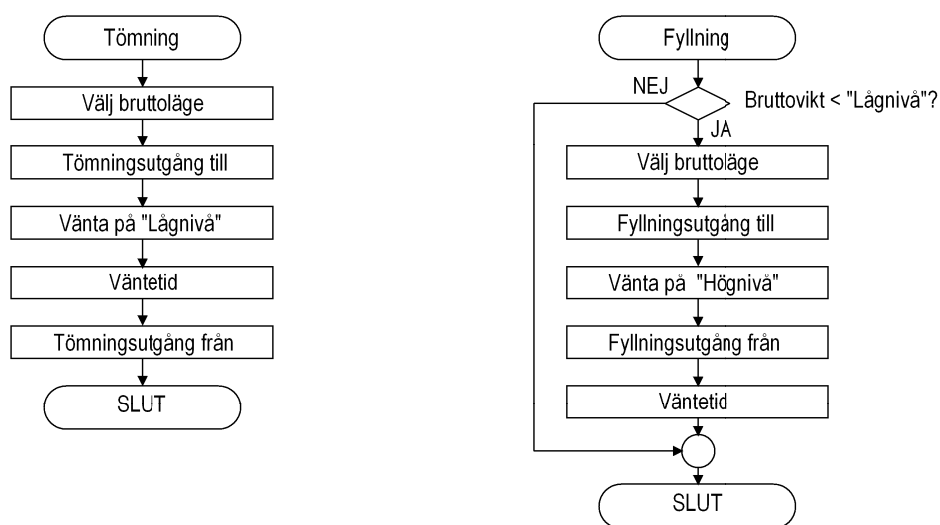 Tömning
Välj bruttoläge
Tömningsutgång till
Vänta på "Lågnivå"
Väntetid
Tömningsutgång från
SLUT
Fyllning
NEJ
Bruttovikt < "Lågnivå"?
JA
Välj bruttoläge
Fyllningsutgång till
Vänta på "Högnivå"
Fyllningsutgång från
Väntetid
SLUT